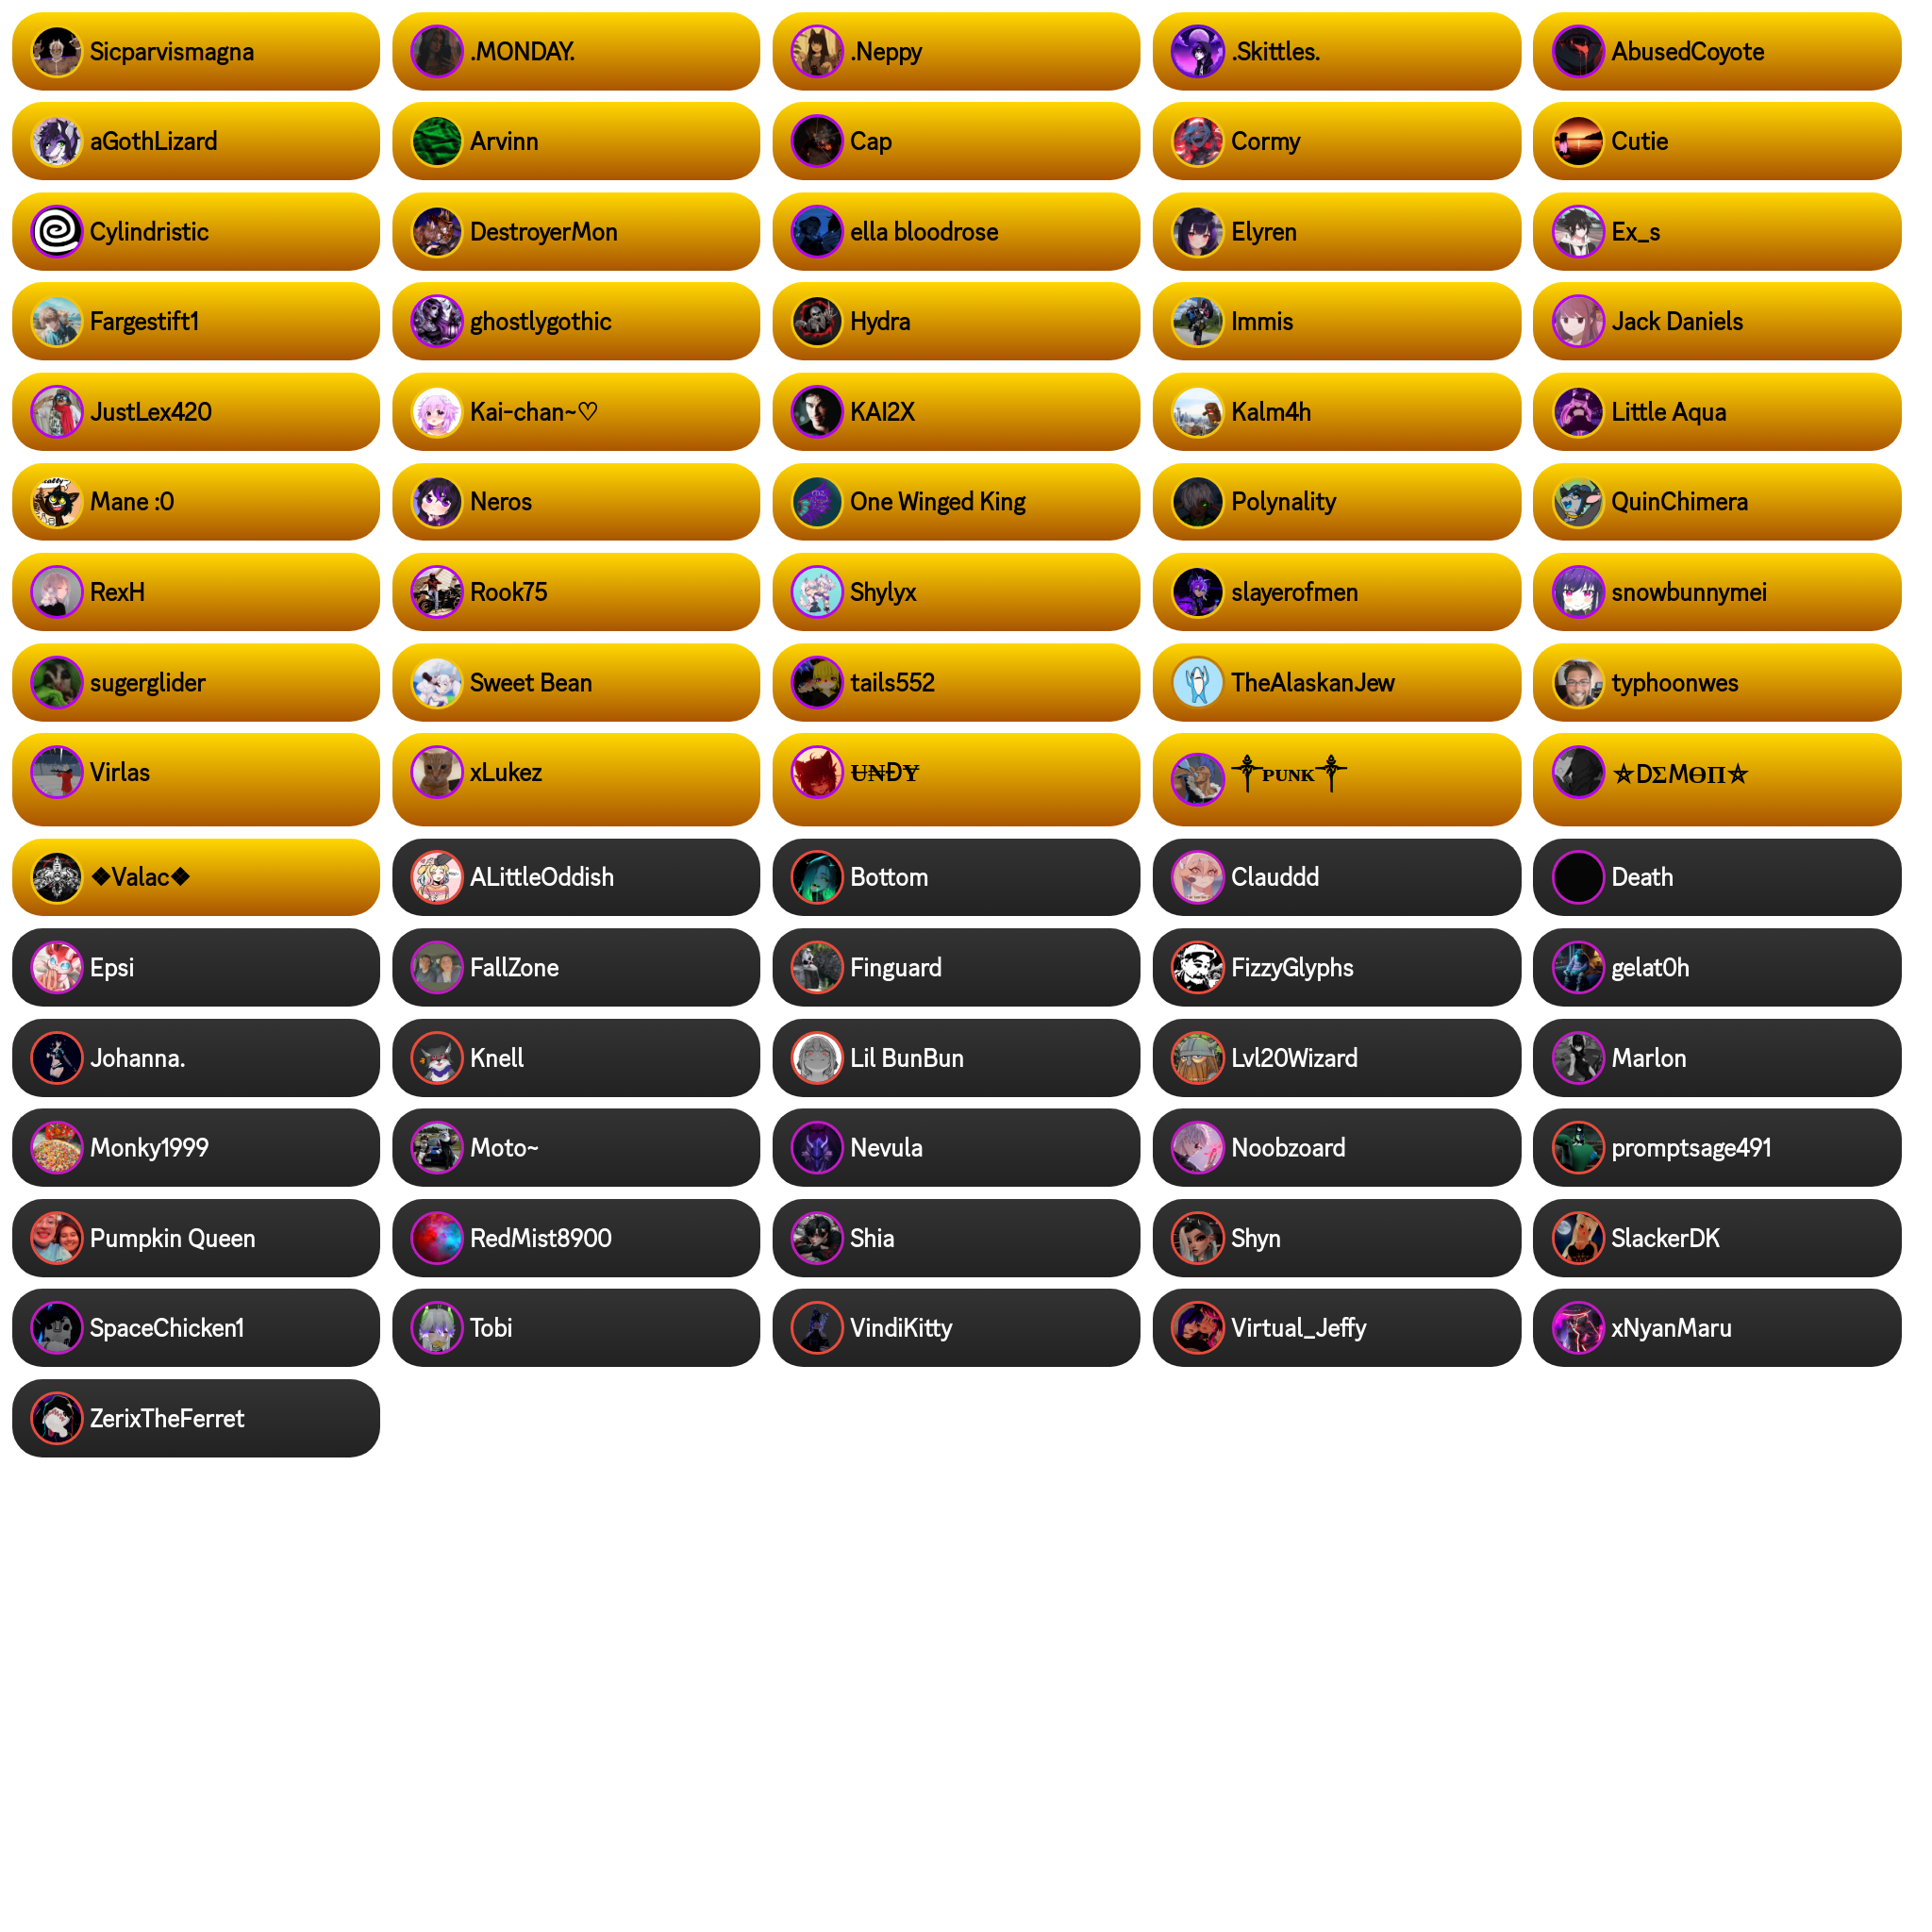 Sicparvismagna
.MONDAY.
.Neppy
.Skittles.
AbusedCoyote
aGothLizard
Arvinn
Cap
Cormy
Cutie
Cylindristic
DestroyerMon
ella bloodrose
Elyren
Ex_s
Fargestift1
ghostlygothic
Hydra
Immis
Jack Daniels
JustLex420
Kai-chan~♡
KAI2X
Kalm4h
Little Aqua
Mane :0
Neros
One Winged King
Polynality
QuinChimera
RexH
Rook75
Shylyx
slayerofmen
snowbunnymei
sugerglider
Sweet Bean
tails552
TheAlaskanJew
typhoonwes
Virlas
xLukez
Ʉ₦ĐɎ
༒ᴘᴜɴᴋ༒
⛤DΣMӨП⛤
❖Valac❖
ALittleOddish
Bottom
Clauddd
Death
Epsi
FallZone
Finguard
FizzyGlyphs
gelat0h
Johanna.
Knell
Lil BunBun
Lvl20Wizard
Marlon
Monky1999
Moto~
Nevula
Noobzoard
promptsage491
Pumpkin Queen
RedMist8900
Shia
Shyn
SlackerDK
SpaceChicken1
Tobi
VindiKitty
Virtual_Jeffy
xNyanMaru
ZerixTheFerret